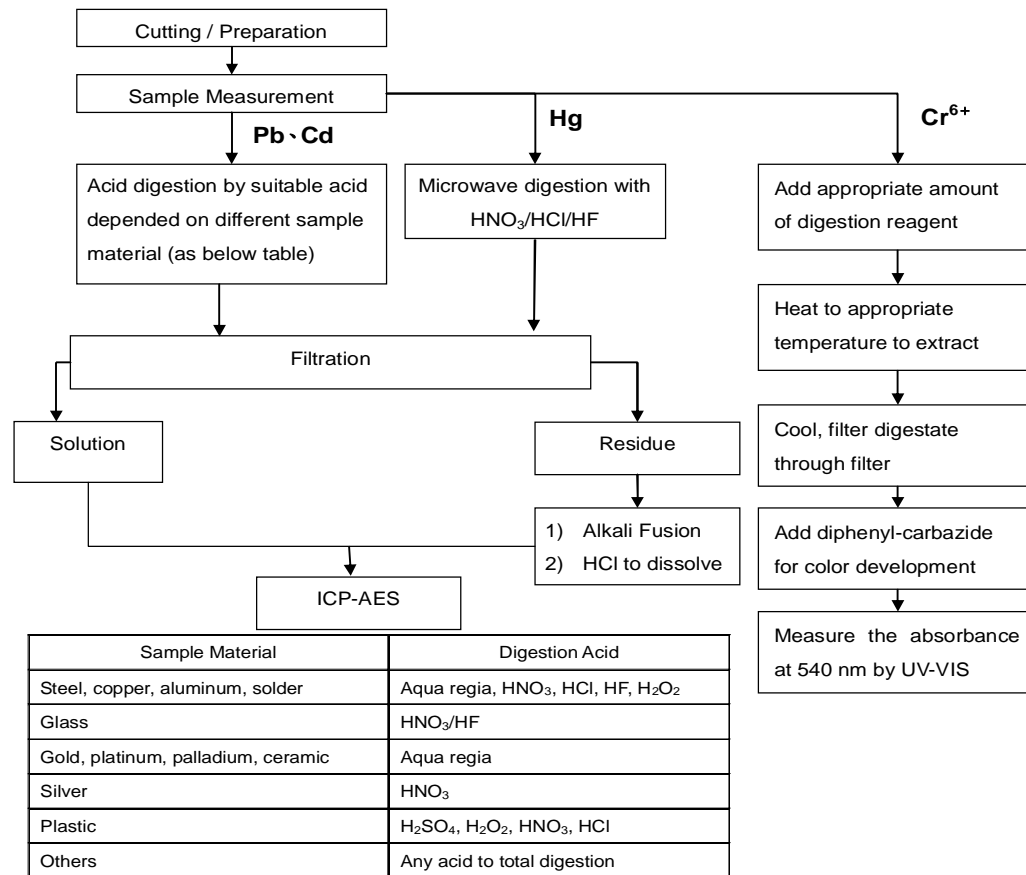 Cutting / Preparation
Sample Measurement
Pb、Cd
Hg
Cr⁶⁺
Acid digestion by suitable acid
depended on different sample
material (as below table)
Microwave digestion with
HNO₃/HCl/HF
Add appropriate amount
of digestion reagent
Heat to appropriate
temperature to extract
Filtration
Solution
Residue
Cool, filter digestate
through filter
1) Alkali Fusion
2) HCl to dissolve
Add diphenyl-carbazide
for color development
ICP-AES
Measure the absorbance
at 540 nm by UV-VIS
Sample Material Digestion Acid
Steel, copper, aluminum, solder Aqua regia, HNO₃, HCl, HF, H₂O₂
Glass HNO₃/HF
Gold, platinum, palladium, ceramic Aqua regia
Silver HNO₃
Plastic H₂SO₄, H₂O₂, HNO₃, HCl
Others Any acid to total digestion